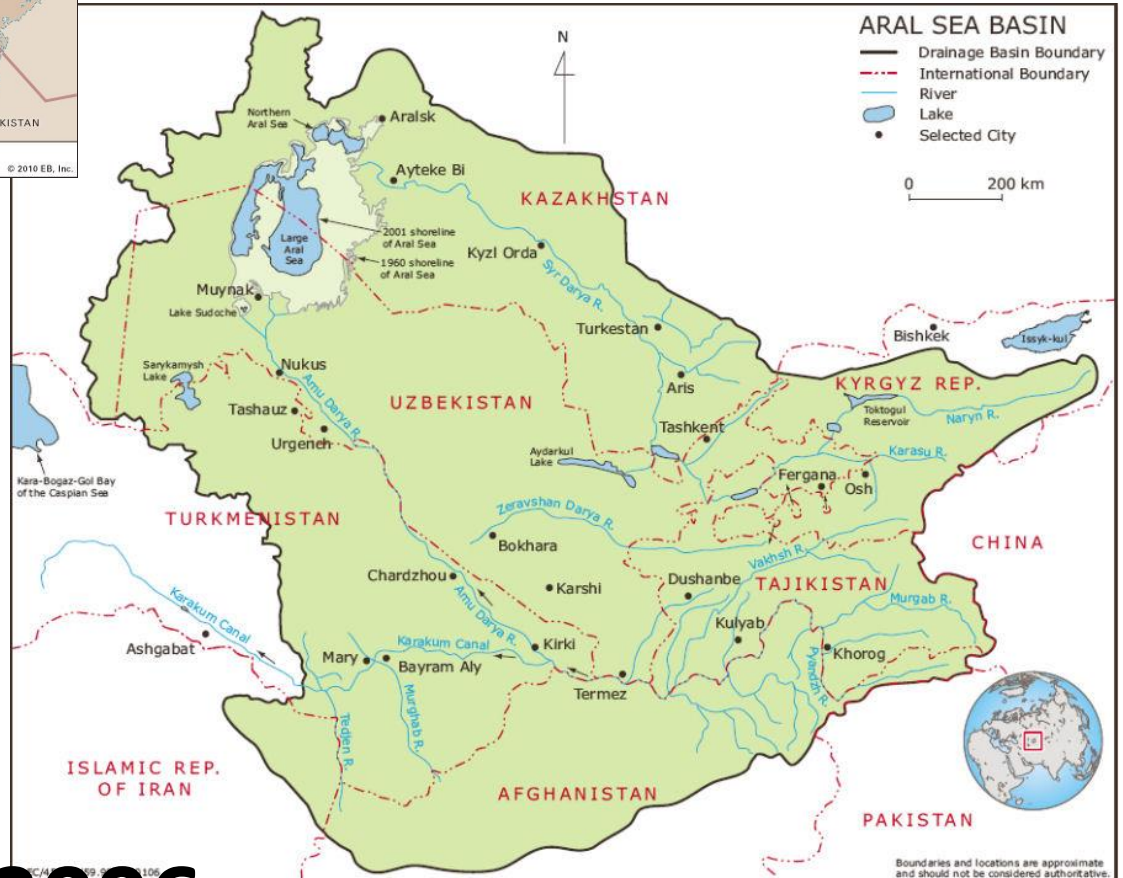 KISTAN
© 2010 EB, Inc.
ARAL SEA BASIN
Drainage Basin Boundary
International Boundary
River
Lake
Selected City
0 200 km
N
Northern
Aral Sea
Aralsk
Ayteke Bi
KAZAKHSTAN
2001 shoreline
of Aral Sea
1960 shoreline
of Aral Sea
Large
Aral
Sea
Kyzl Orda
Syr Darya R.
Muynak
Lake Sudoche
Turkestan
Bishkek
Issyk-kul
Sarykamysh
Lake
Nukus
Amu Darya R.
Aris
KYRGYZ REP.
Toktogul
Reservoir
Naryn R.
Tashauz
UZBEKISTAN
Urgench
Tashkent
Aydarkul
Lake
Karasu R.
Fergana
Osh
Kara-Bogaz-Gol Bay
of the Caspian Sea
TURKMENISTAN
Zeravshan Darya R.
Bokhara
CHINA
Vakhsh R.
Chardzhou
Karshi
Dushanbe
TAJIKISTAN
Amu Darya R.
Murgab R.
Karakum Canal
Kulyab
Ashgabat
Karakum Canal
Kirki
Khorog
Mary
Bayram Aly
Pyandzh R.
Termez
Murghab R.
Tedjen R.
ISLAMIC REP.
OF IRAN
AFGHANISTAN
PAKISTAN
Boundaries and locations are approximate
and should not be considered authoritative.